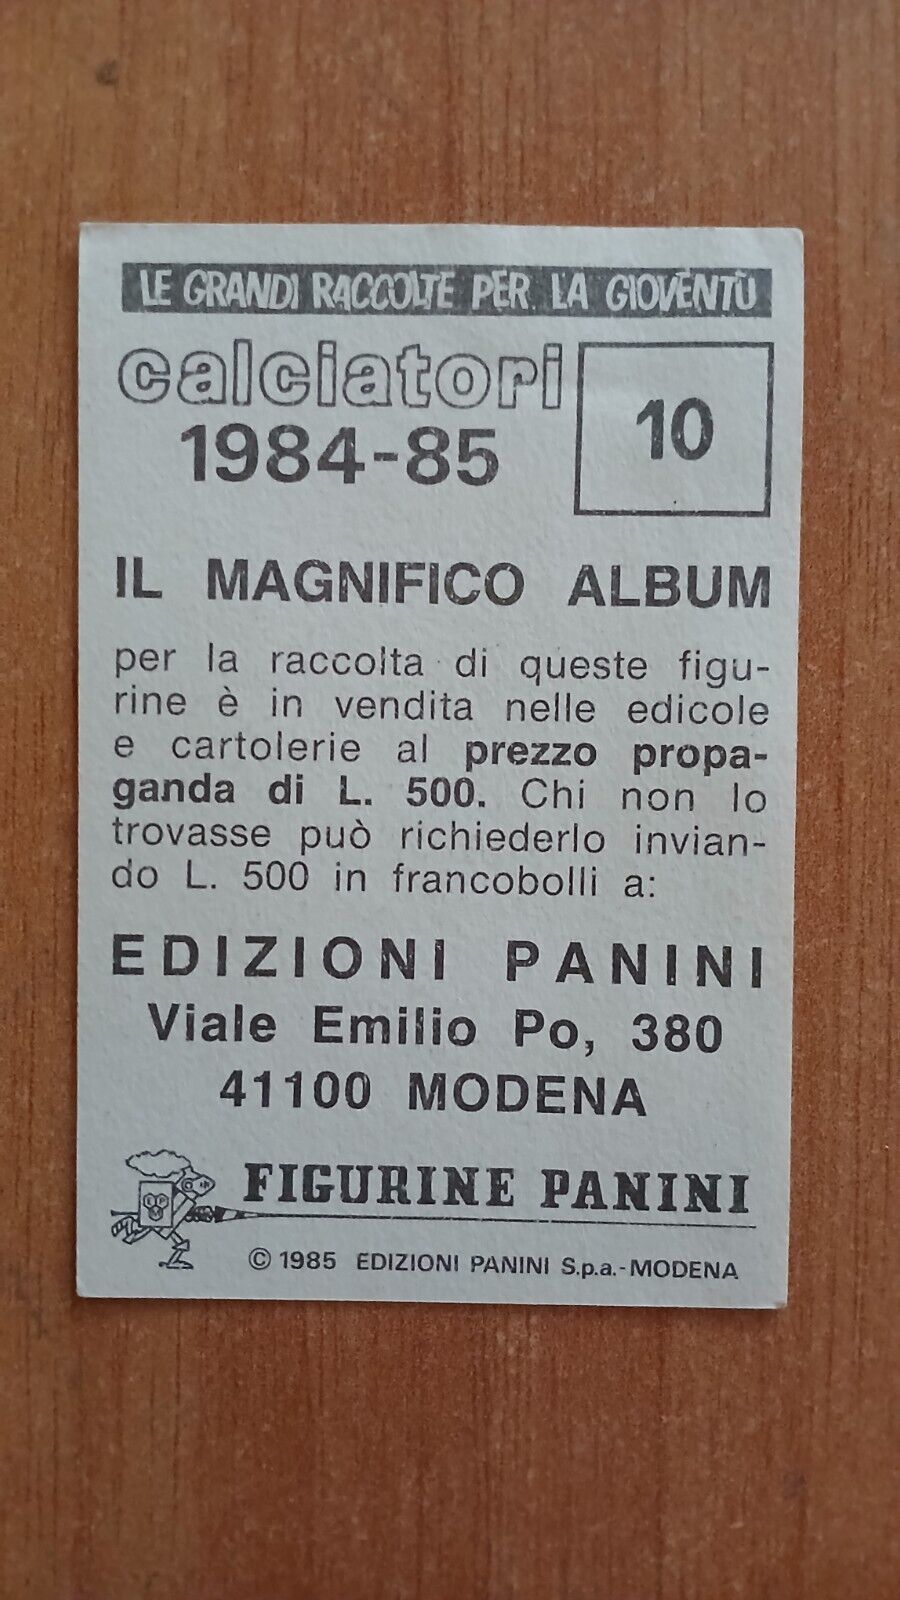 LE GRANDI RACCOLTE PER LA GIOVENTÙ
calciatori
1984-85
10
IL MAGNIFICO ALBUM
per la raccolta di queste figu-
rine è in vendita nelle edicole
e cartolerie al prezzo propa-
ganda di L. 500. Chi non lo
trovasse può richiederlo invian-
do L. 500 in francobolli a:
EDIZIONI PANINI
Viale Emilio Po, 380
41100 MODENA
FIGURINE PANINI
© 1985 EDIZIONI PANINI S.p.a.-MODENA